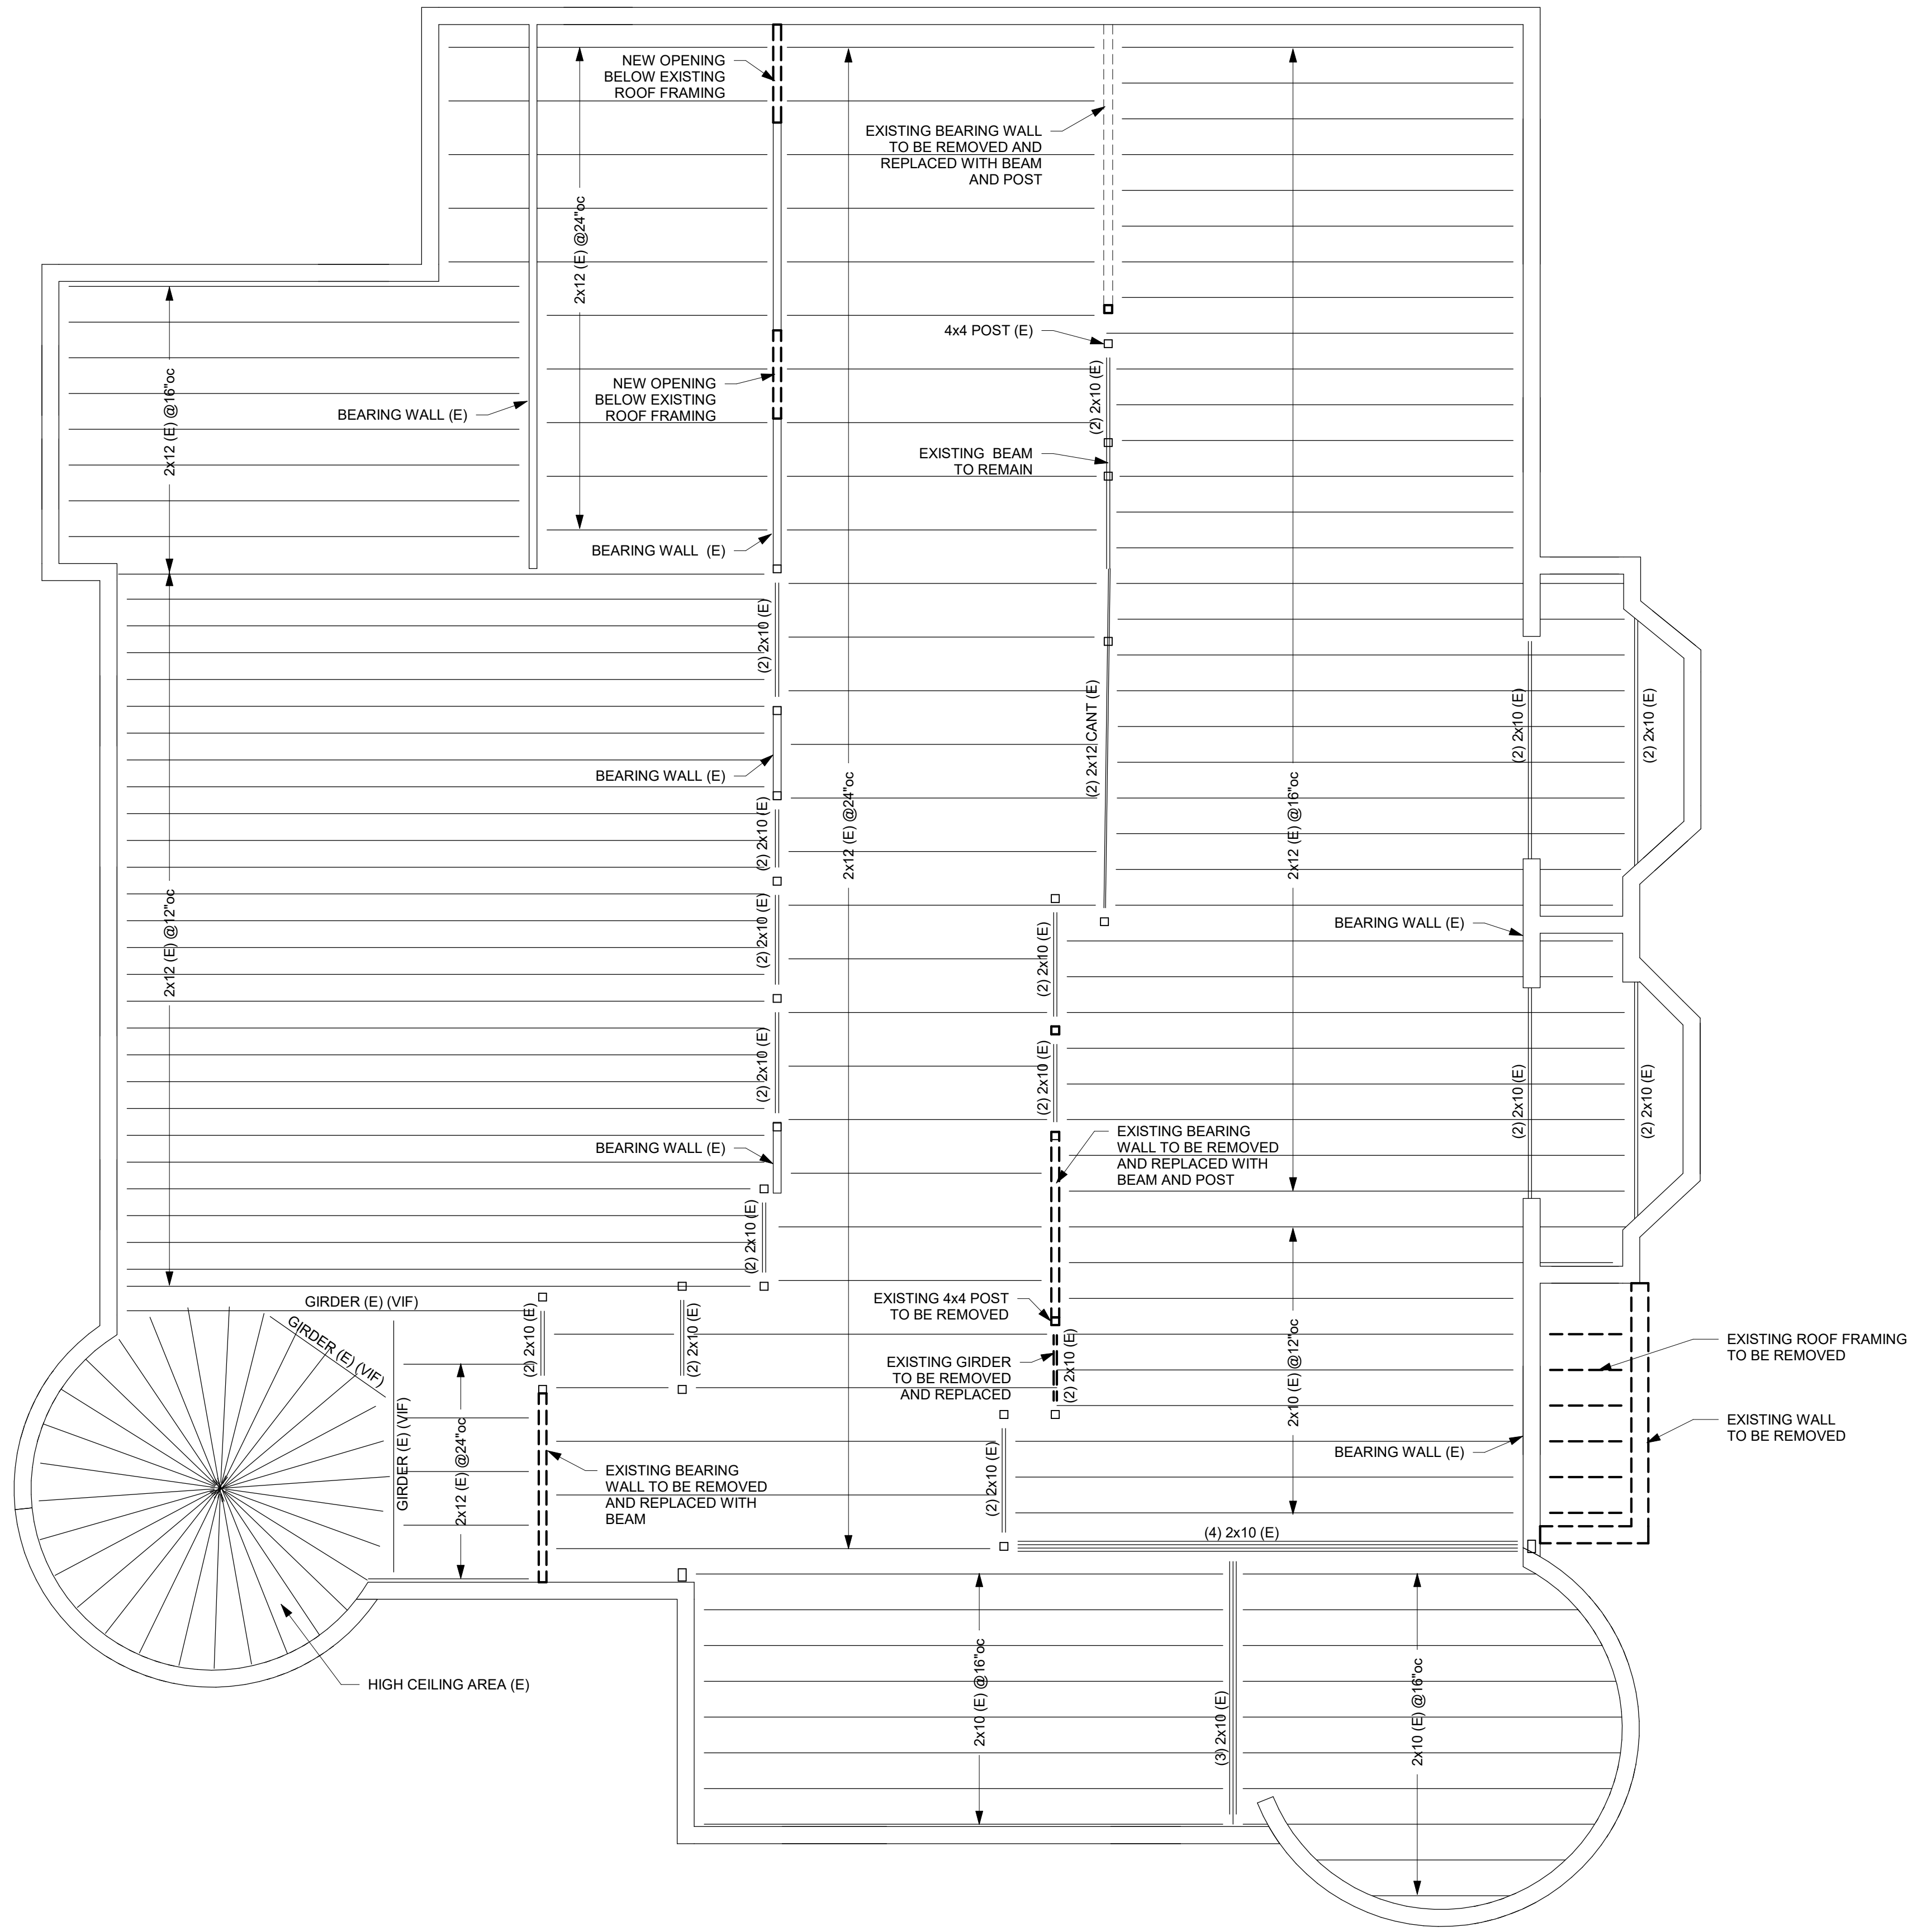 NEW OPENING
BELOW EXISTING
ROOF FRAMING
EXISTING BEARING WALL
TO BE REMOVED AND
REPLACED WITH BEAM
AND POST
2x12 (E) @24"oc
4x4 POST (E)
2x12 (E) @16"oc
BEARING WALL (E)
NEW OPENING
BELOW EXISTING
ROOF FRAMING
(2) 2x10 (E)
EXISTING BEAM
TO REMAIN
BEARING WALL (E)
(2) 2x10 (E)
(2) 2x12 CANT (E)
(2) 2x10 (E)
(2) 2x10 (E)
BEARING WALL (E)
(2) 2x10 (E)
2x12 (E) @24"oc
2x12 (E) @16"oc
2x12 (E) @12"oc
(2) 2x10 (E)
(2) 2x10 (E)
BEARING WALL (E)
(2) 2x10 (E)
(2) 2x10 (E)
(2) 2x10 (E)
(2) 2x10 (E)
BEARING WALL (E)
EXISTING BEARING
WALL TO BE REMOVED
AND REPLACED WITH
BEAM AND POST
(2) 2x10 (E)
GIRDER (E) (VIF)
GIRDER (E) (VIF)
GIRDER (E) (VIF)
(2) 2x10 (E)
(2) 2x10 (E)
EXISTING 4x4 POST
TO BE REMOVED
EXISTING GIRDER
TO BE REMOVED
AND REPLACED
(2) 2x10 (E)
2x10 (E) @12"oc
EXISTING ROOF FRAMING
TO BE REMOVED
EXISTING WALL
TO BE REMOVED
BEARING WALL (E)
2x12 (E) @24"oc
EXISTING BEARING
WALL TO BE REMOVED
AND REPLACED WITH
BEAM
(2) 2x10 (E)
(4) 2x10 (E)
HIGH CEILING AREA (E)
2x10 (E) @16"oc
(3) 2x10 (E)
2x10 (E) @16"oc